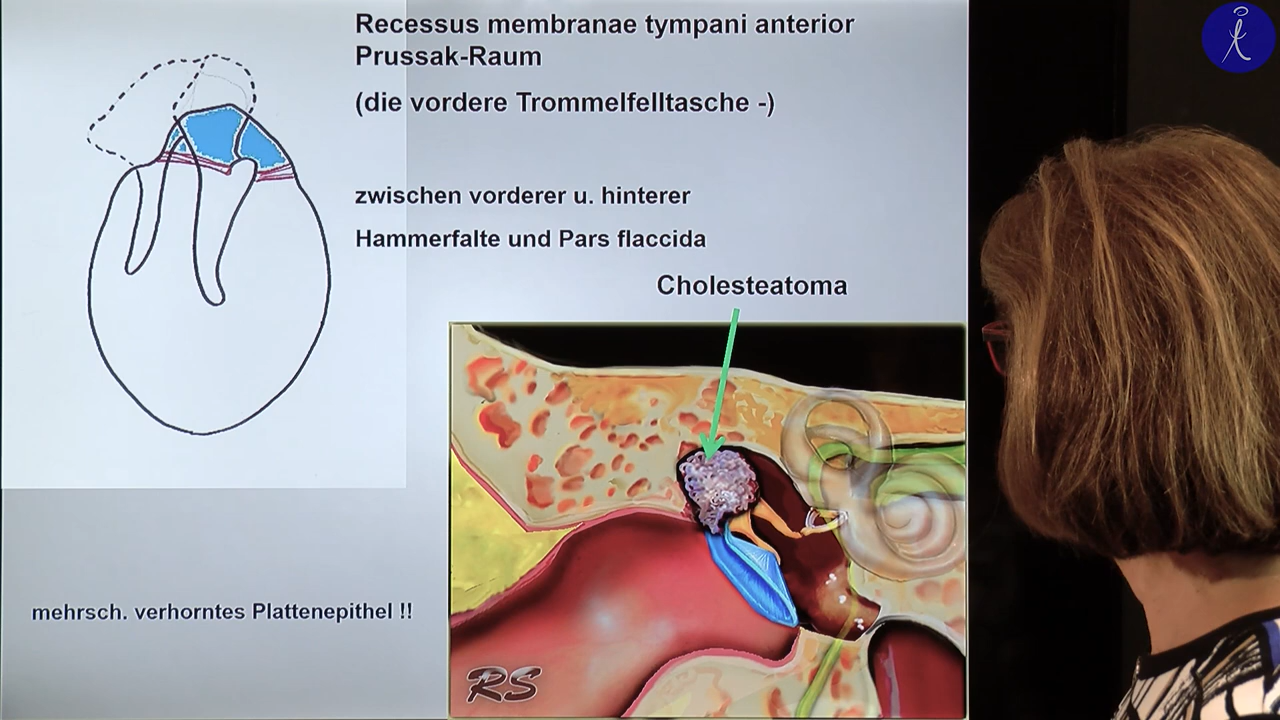 Recessus membranae tympani anterior
Prussak-Raum
(die vordere Trommelfelltasche -)
zwischen vorderer u. hinterer
Hammerfalte und Pars flaccida
Cholesteatoma
mehrsch. verhorntes Plattenepithel !!
RS